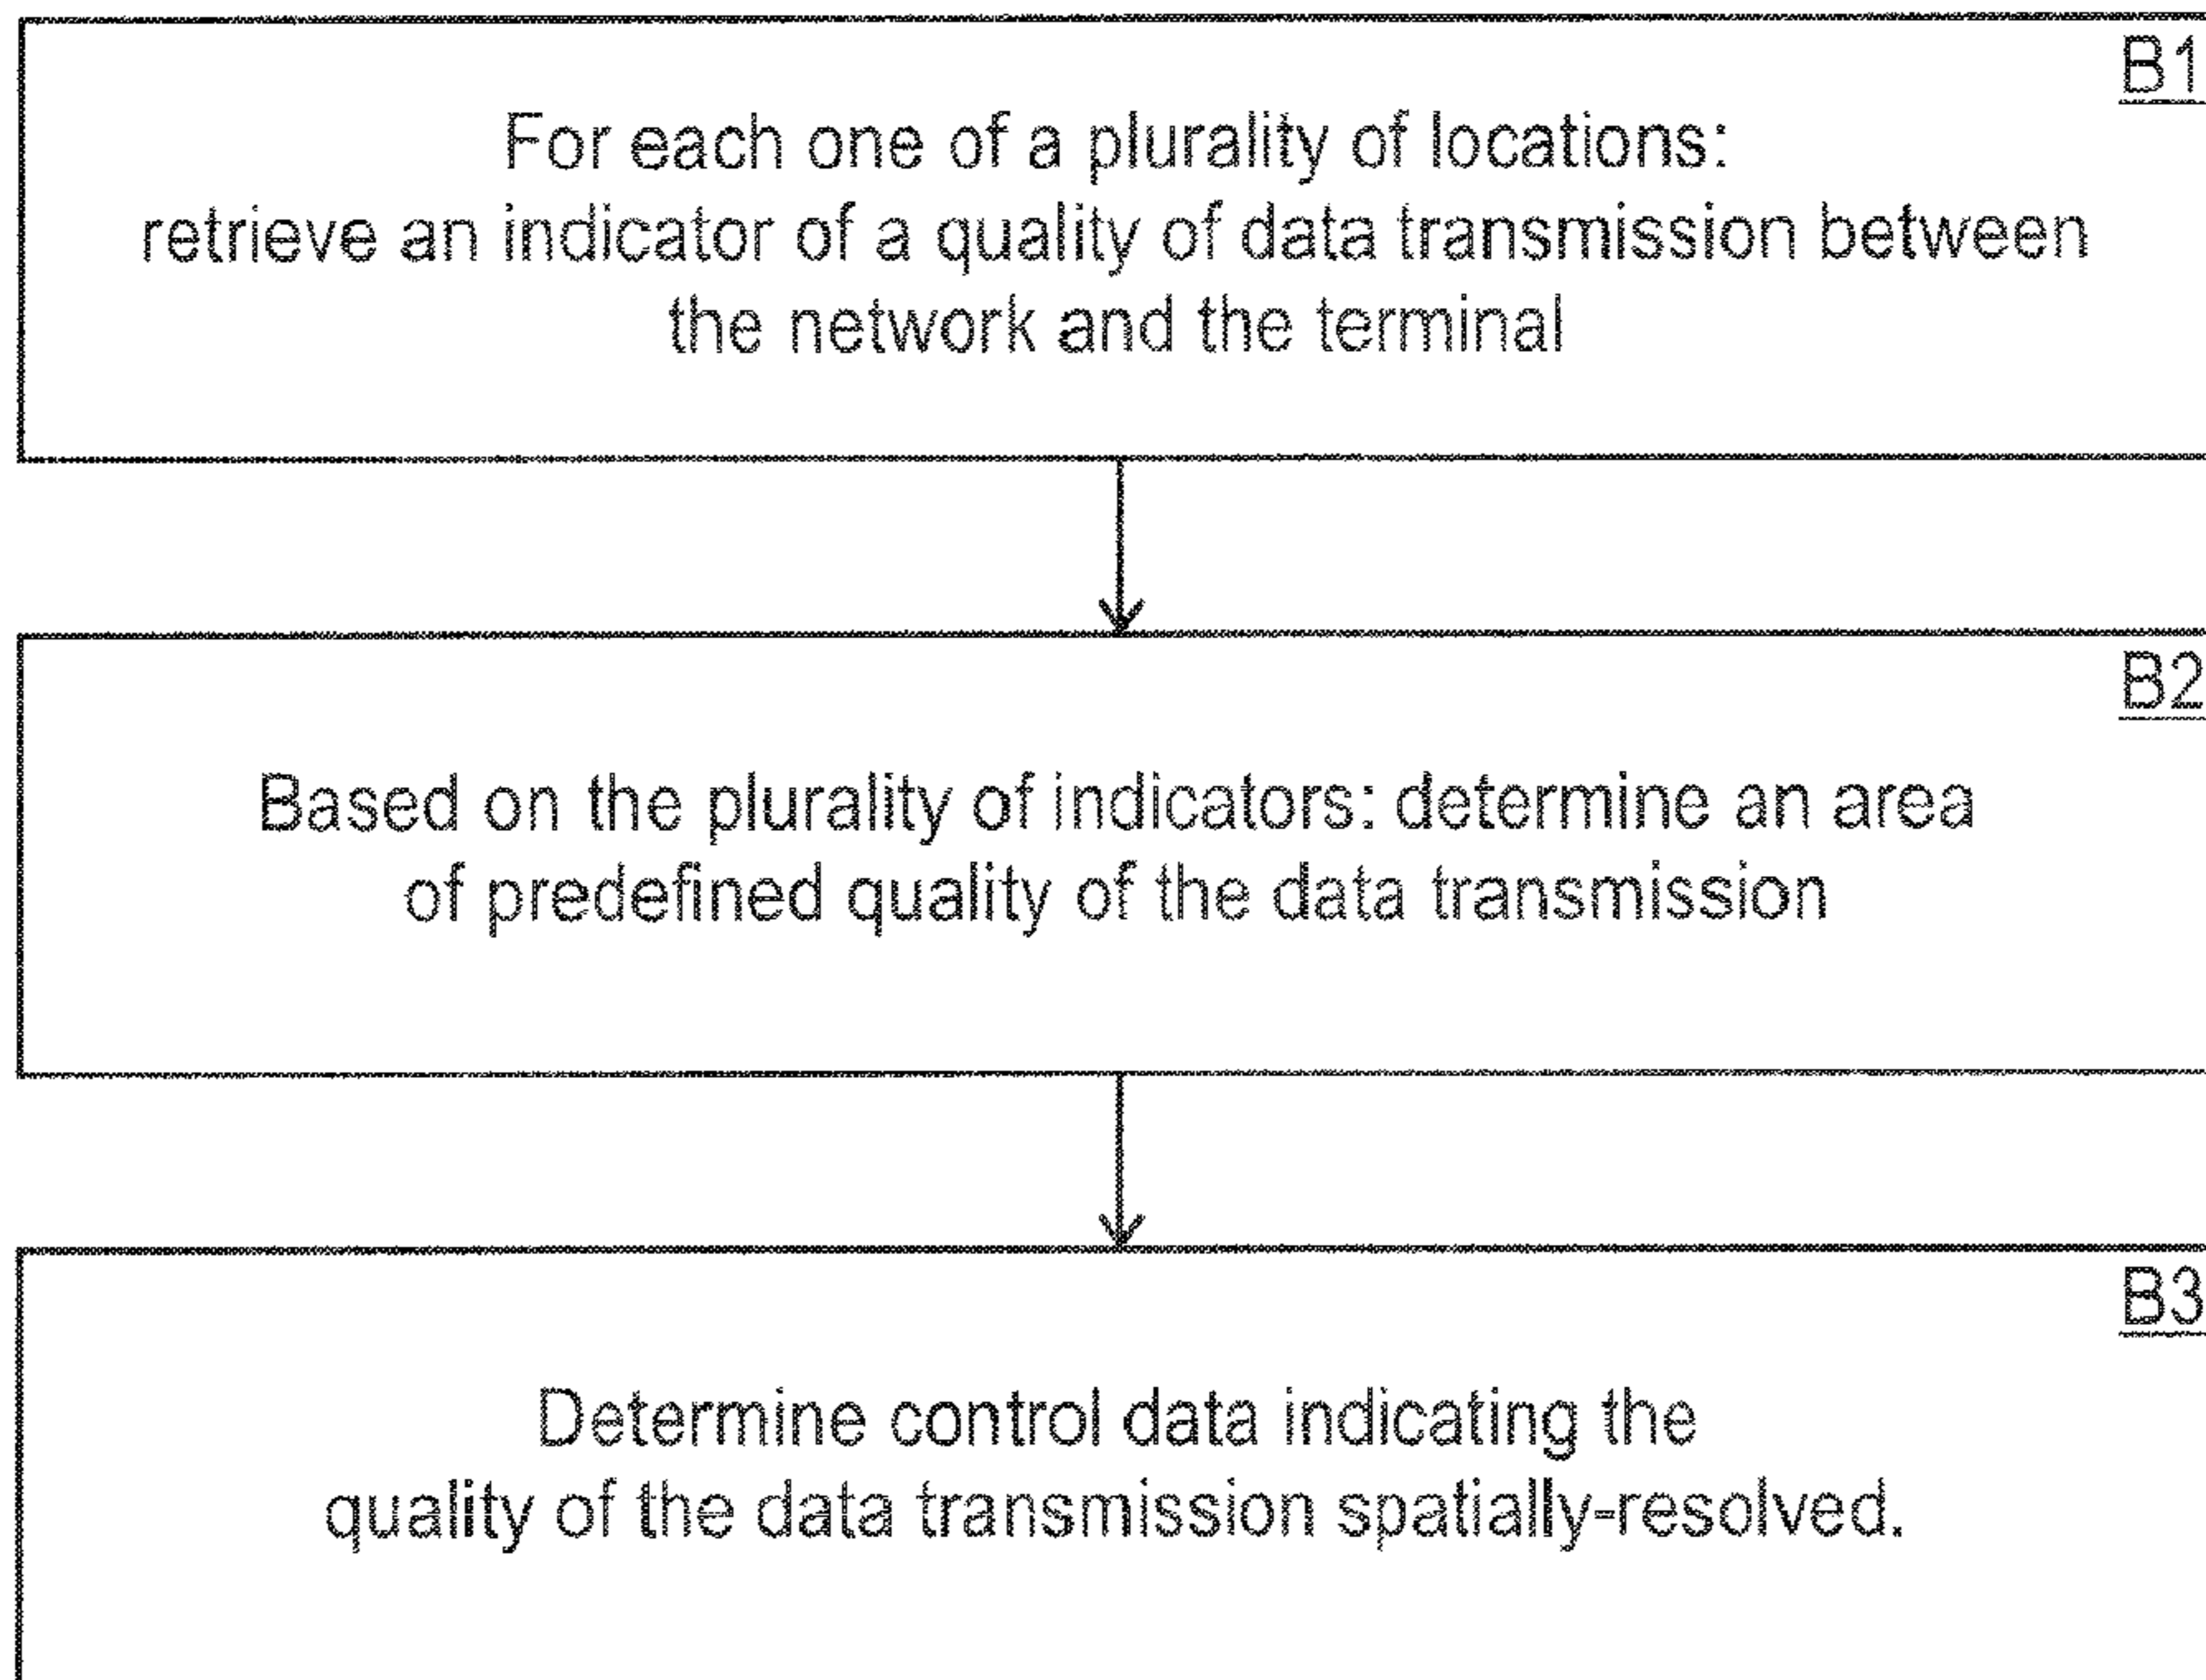 B1
For each one of a plurality of locations:
retrieve an indicator of a quality of data transmission between
the network and the terminal
B2
Based on the plurality of indicators: determine an area
of predefined quality of the data transmission
B3
Determine control data indicating the
quality of the data transmission spatially-resolved.